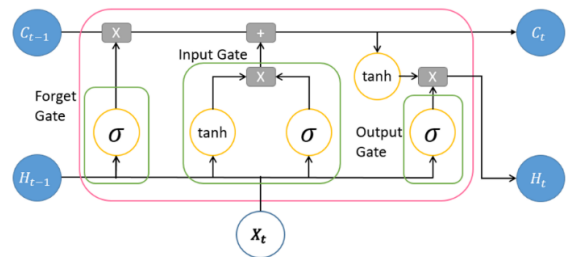 C_{t-1}
X
+
C_t
Input Gate
X
tanh
X
Forget
Gate
σ
tanh
σ
Output
Gate
σ
H_{t-1}
H_t
X_t